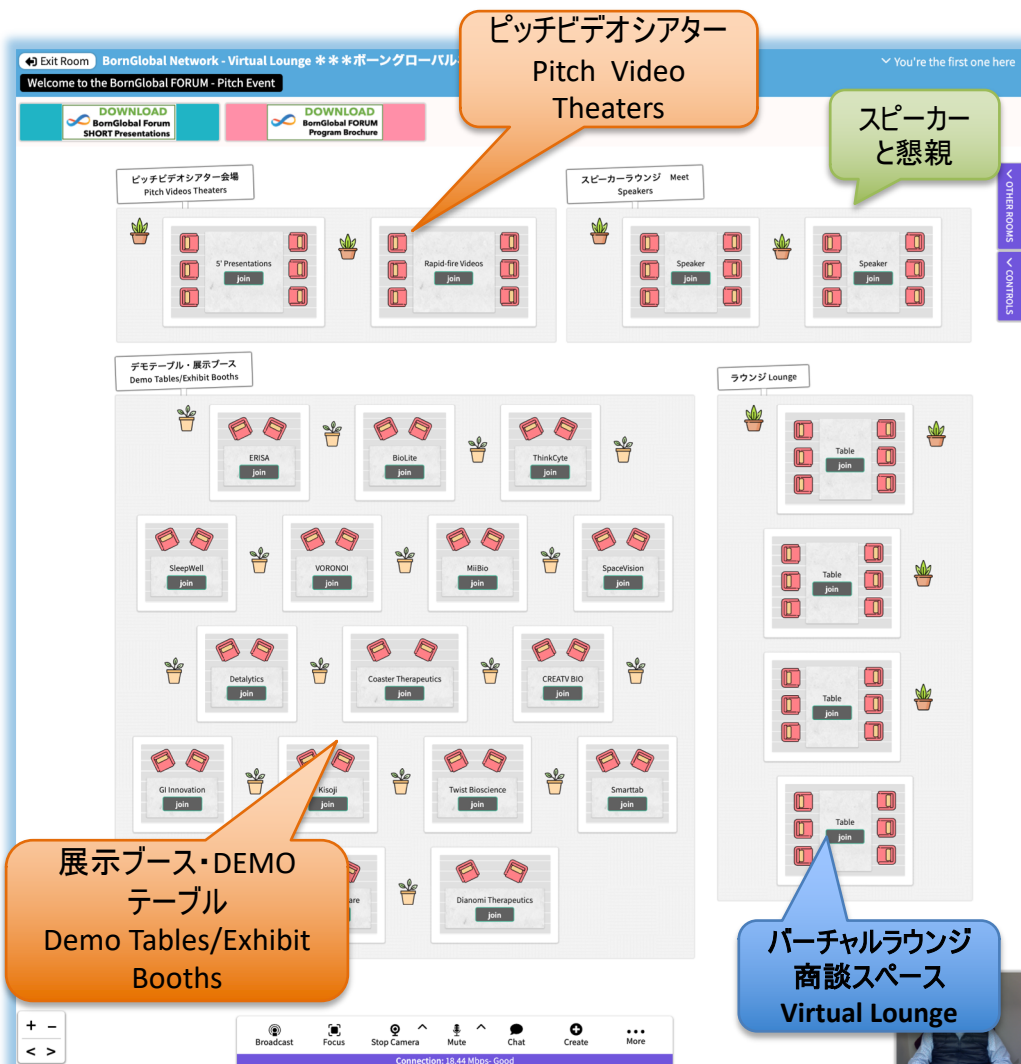 Exit Room BornGlobal Network - Virtual Lounge ＊＊＊ボーングローバル
You're the first one here
Welcome to the BornGlobal FORUM - Pitch Event
ピッチビデオシアター
Pitch Video
Theaters
DOWNLOAD
BornGlobal Forum
SHORT Presentations
DOWNLOAD
BornGlobal FORUM
Program Brochure
スピーカー
と懇親
OTHER ROOMS
CONTROLS
ピッチビデオシアター会場
Pitch Videos Theaters
スピーカーラウンジ Meet
Speakers
5' Presentations
join
Rapid-fire Videos
join
Speaker
join
Speaker
join
デモテーブル・展示ブース
Demo Tables/Exhibit Booths
ラウンジ Lounge
ERISA
join
BioLite
join
ThinkCyte
join
Table
join
SleepWell
join
VORONOI
join
MiiBio
join
SpaceVision
join
Table
join
Detalytics
join
Coaster Therapeutics
join
CREATV BIO
join
Table
join
GI Innovation
join
Kisoji
join
Twist Bioscience
join
Smarttab
join
Table
join
Dianomi Therapeutics
join
展示ブース・DEMO
テーブル
Demo Tables/Exhibit
Booths
バーチャルラウンジ
商談スペース
Virtual Lounge
+ -
< >
Broadcast
Focus
Stop Camera
Mute
Chat
Create
More
Connection: 18.44 Mbps- Good